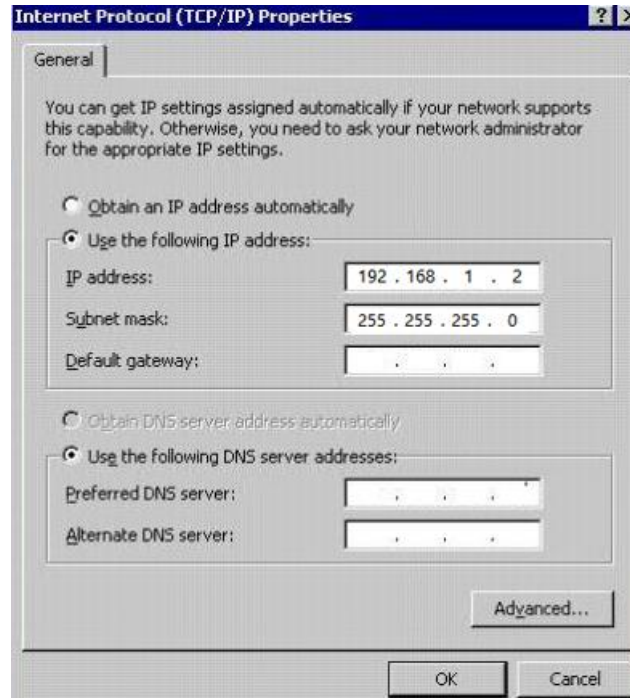 Internet Protocol (TCP/IP) Properties
General
You can get IP settings assigned automatically if your network supports
this capability. Otherwise, you need to ask your network administrator
for the appropriate IP settings.
Obtain an IP address automatically
Use the following IP address:
IP address: 192 . 168 . 1 . 2
Subnet mask: 255 . 255 . 255 . 0
Default gateway: . . .
Obtain DNS server address automatically
Use the following DNS server addresses:
Preferred DNS server: . . .
Alternate DNS server: . . .
Advanced...
OK Cancel